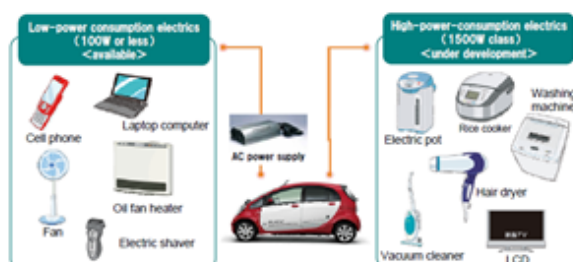 Low-power-consumption electrics
(100W or less)
<available>
Cell phone
Laptop computer
Fan
Oil fan heater
Electric shaver
AC power supply
High-power-consumption electrics
(1500W class)
<under development>
Electric pot
Rice cooker
Washing
machine
Hair dryer
Vacuum cleaner
LCD